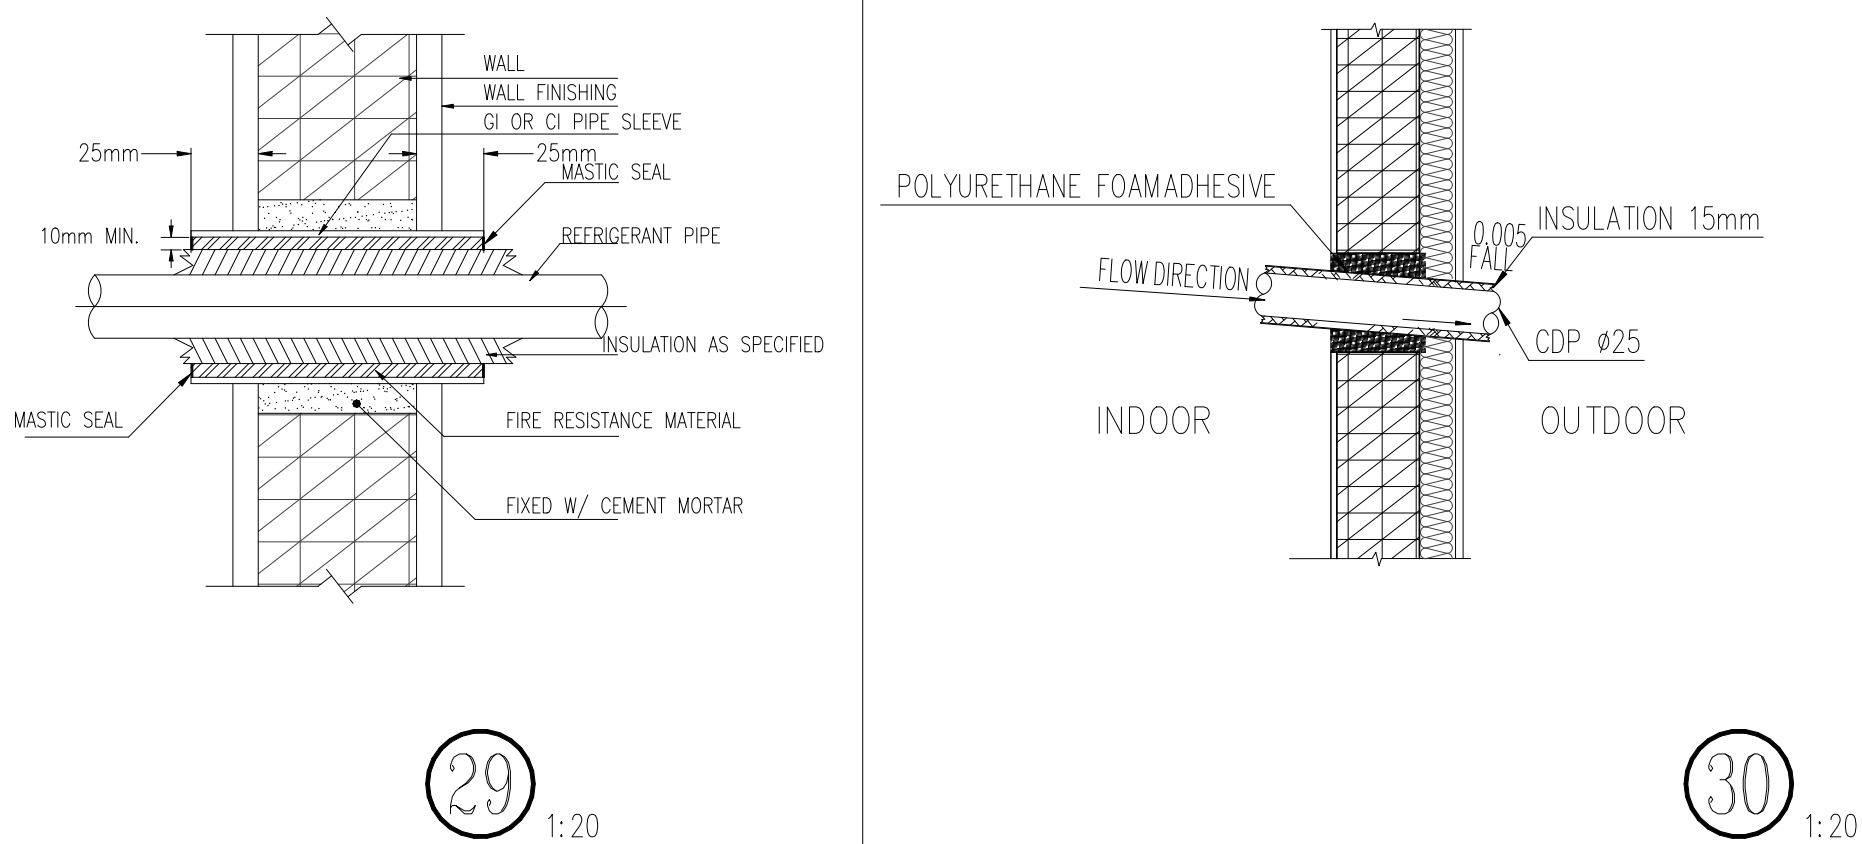 WALL
WALL FINISHING
GI OR CI PIPE SLEEVE
25mm
25mm
MASTIC SEAL
10mm MIN.
REFRIGERANT PIPE
INSULATION AS SPECIFIED
MASTIC SEAL
FIRE RESISTANCE MATERIAL
FIXED W/ CEMENT MORTAR
29
1:20
POLYURETHANE FOAMADHESIVE
INSULATION 15mm
0.005
FALL
FLOW DIRECTION
CDP ø25
INDOOR
OUTDOOR
30
1:20